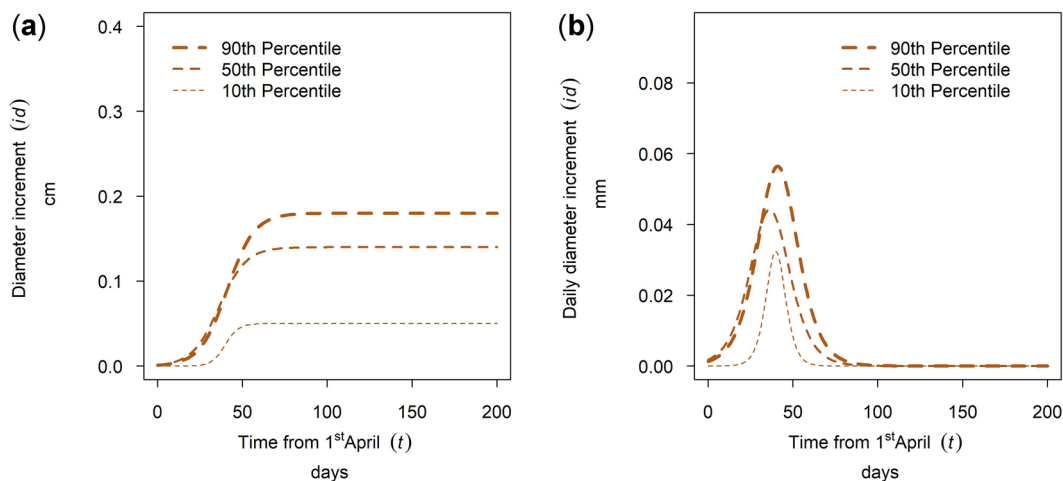 (a)
0.4
0.3
0.2
0.1
0.0
Diameter increment (id)
cm
90th Percentile
50th Percentile
10th Percentile
0 50 100 150 200
Time from 1stApril (t)
days
(b)
0.08
0.06
0.04
0.02
0.00
Daily diameter increment (id)
mm
90th Percentile
50th Percentile
10th Percentile
0 50 100 150 200
Time from 1stApril (t)
days